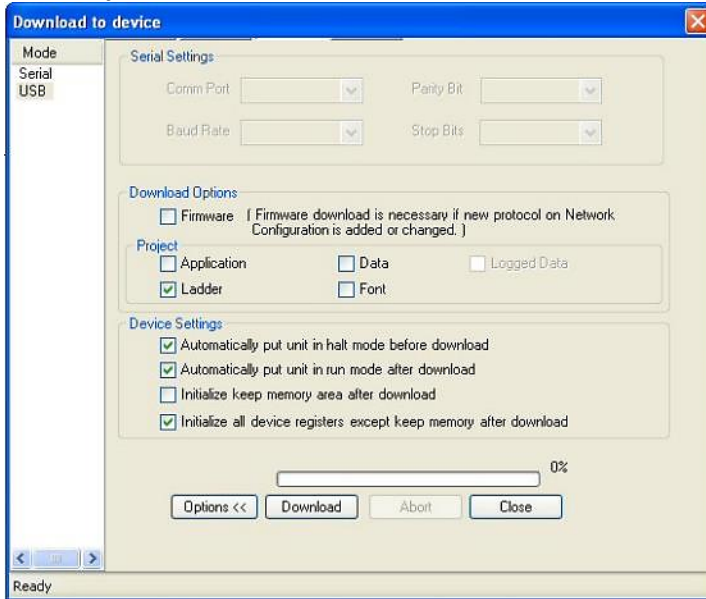 Download to device
Mode
Serial
USB
Serial Settings
Comm Port
Parity Bit
Baud Rate
Stop Bits
Download Options
Firmware ( Firmware download is necessary if new protocol on Network
Configuration is added or changed. )
Project
Application
Data
Logged Data
Ladder
Font
Device Settings
Automatically put unit in halt mode before download
Automatically put unit in run mode after download
Initialize keep memory area after download
Initialize all device registers except keep memory after download
0%
Options <<
Download
Abort
Close
Ready